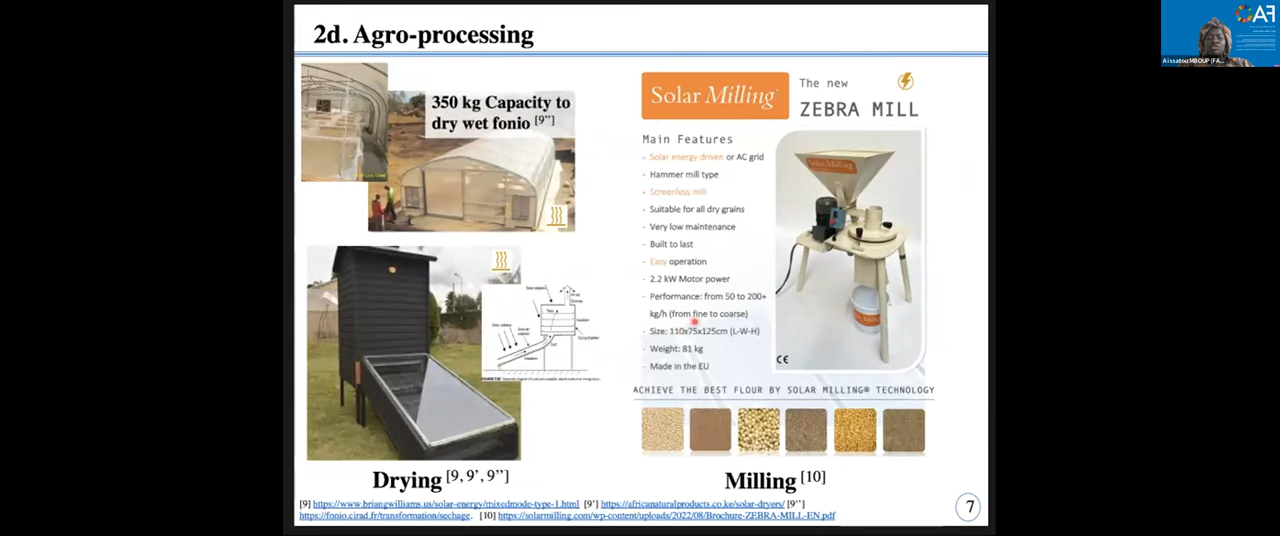 2d. Agro-processing
350 kg Capacity to
dry wet fonio [9”]
Drying [9, 9’, 9”]
Solar Milling
The new
ZEBRA MILL
Main Features
- Solar energy driven or AC grid
- Hammer mill type
- Screenless mill
- Suitable for all dry grains
- Very low maintenance
- Built to last
- Easy operation
- 2.2 kW Motor power
- Performance: from 50 to 200+
kg/h (from fine to coarse)
- Size: 110x75x125cm (L-W-H)
- Weight: 81 kg
- Made in the EU
Solar Milling
CE
ACHIEVE THE BEST FLOUR BY SOLAR MILLING® TECHNOLOGY
Milling [10]
[9] https://www.briangwilliams.us/solar-energy/mixedmode-type-1.html [9’] https://africanaturalproducts.co.ke/solar-dryers/ [9’’]
https://fonio.cirad.fr/transformation/sechage. [10] https://solarmilling.com/wp-content/uploads/2022/08/Brochure-ZEBRA-MILL-EN.pdf
7
FAO
Aïssatou MBOUP (FA...